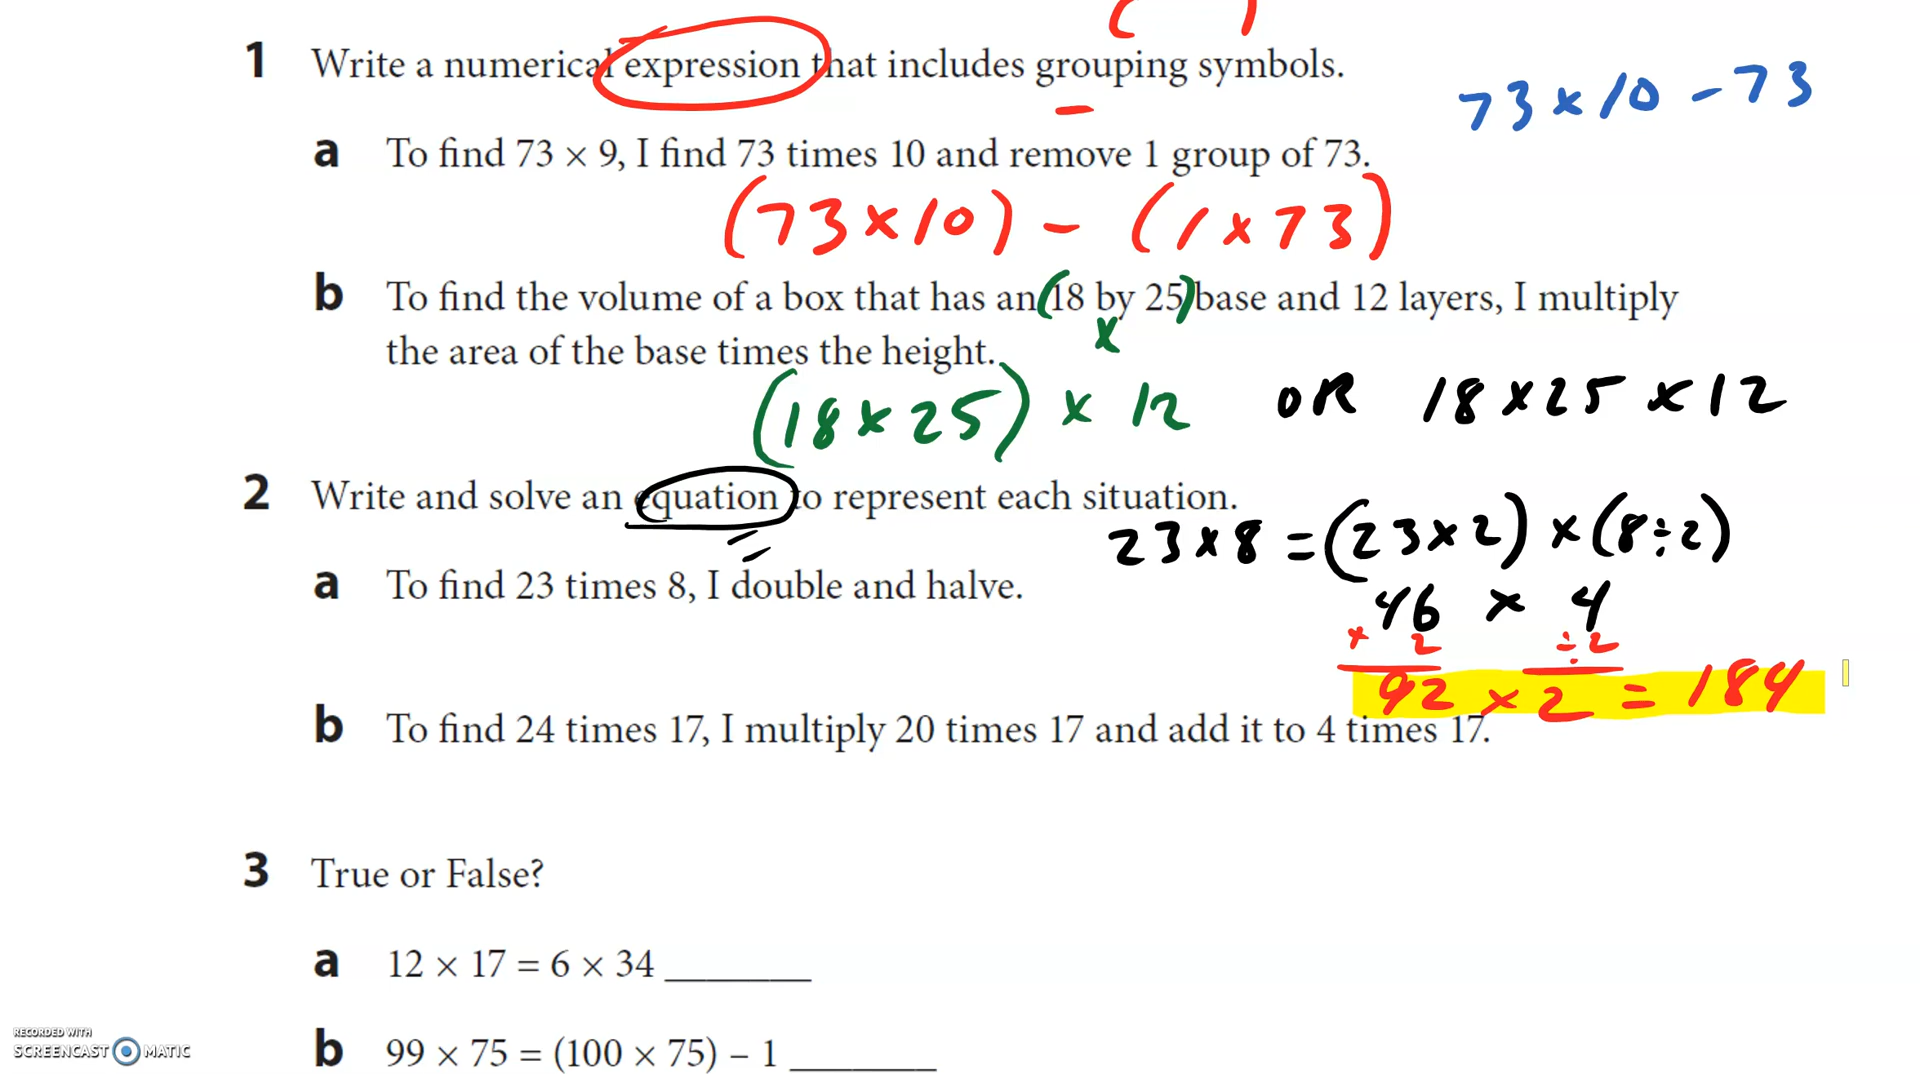 ( )
1 Write a numerical expression that includes grouping symbols.
73 × 10 - 73
a To find 73 × 9, I find 73 times 10 and remove 1 group of 73.
(73 × 10) - (1 × 73)
b To find the volume of a box that has an (18 by 25) base and 12 layers, I multiply
×
the area of the base times the height.
(18 × 25) × 12 OR 18 × 25 × 12
2 Write and solve an equation to represent each situation.
23 × 8 = (23 × 2) × (8 ÷ 2)
a To find 23 times 8, I double and halve.
46 × 4
× 2 ÷ 2
92 × 2 = 184
b To find 24 times 17, I multiply 20 times 17 and add it to 4 times 17.
3 True or False?
a 12 × 17 = 6 × 34 _______
b 99 × 75 = (100 × 75) – 1 _______
RECORDED WITH
SCREENCAST MATIC